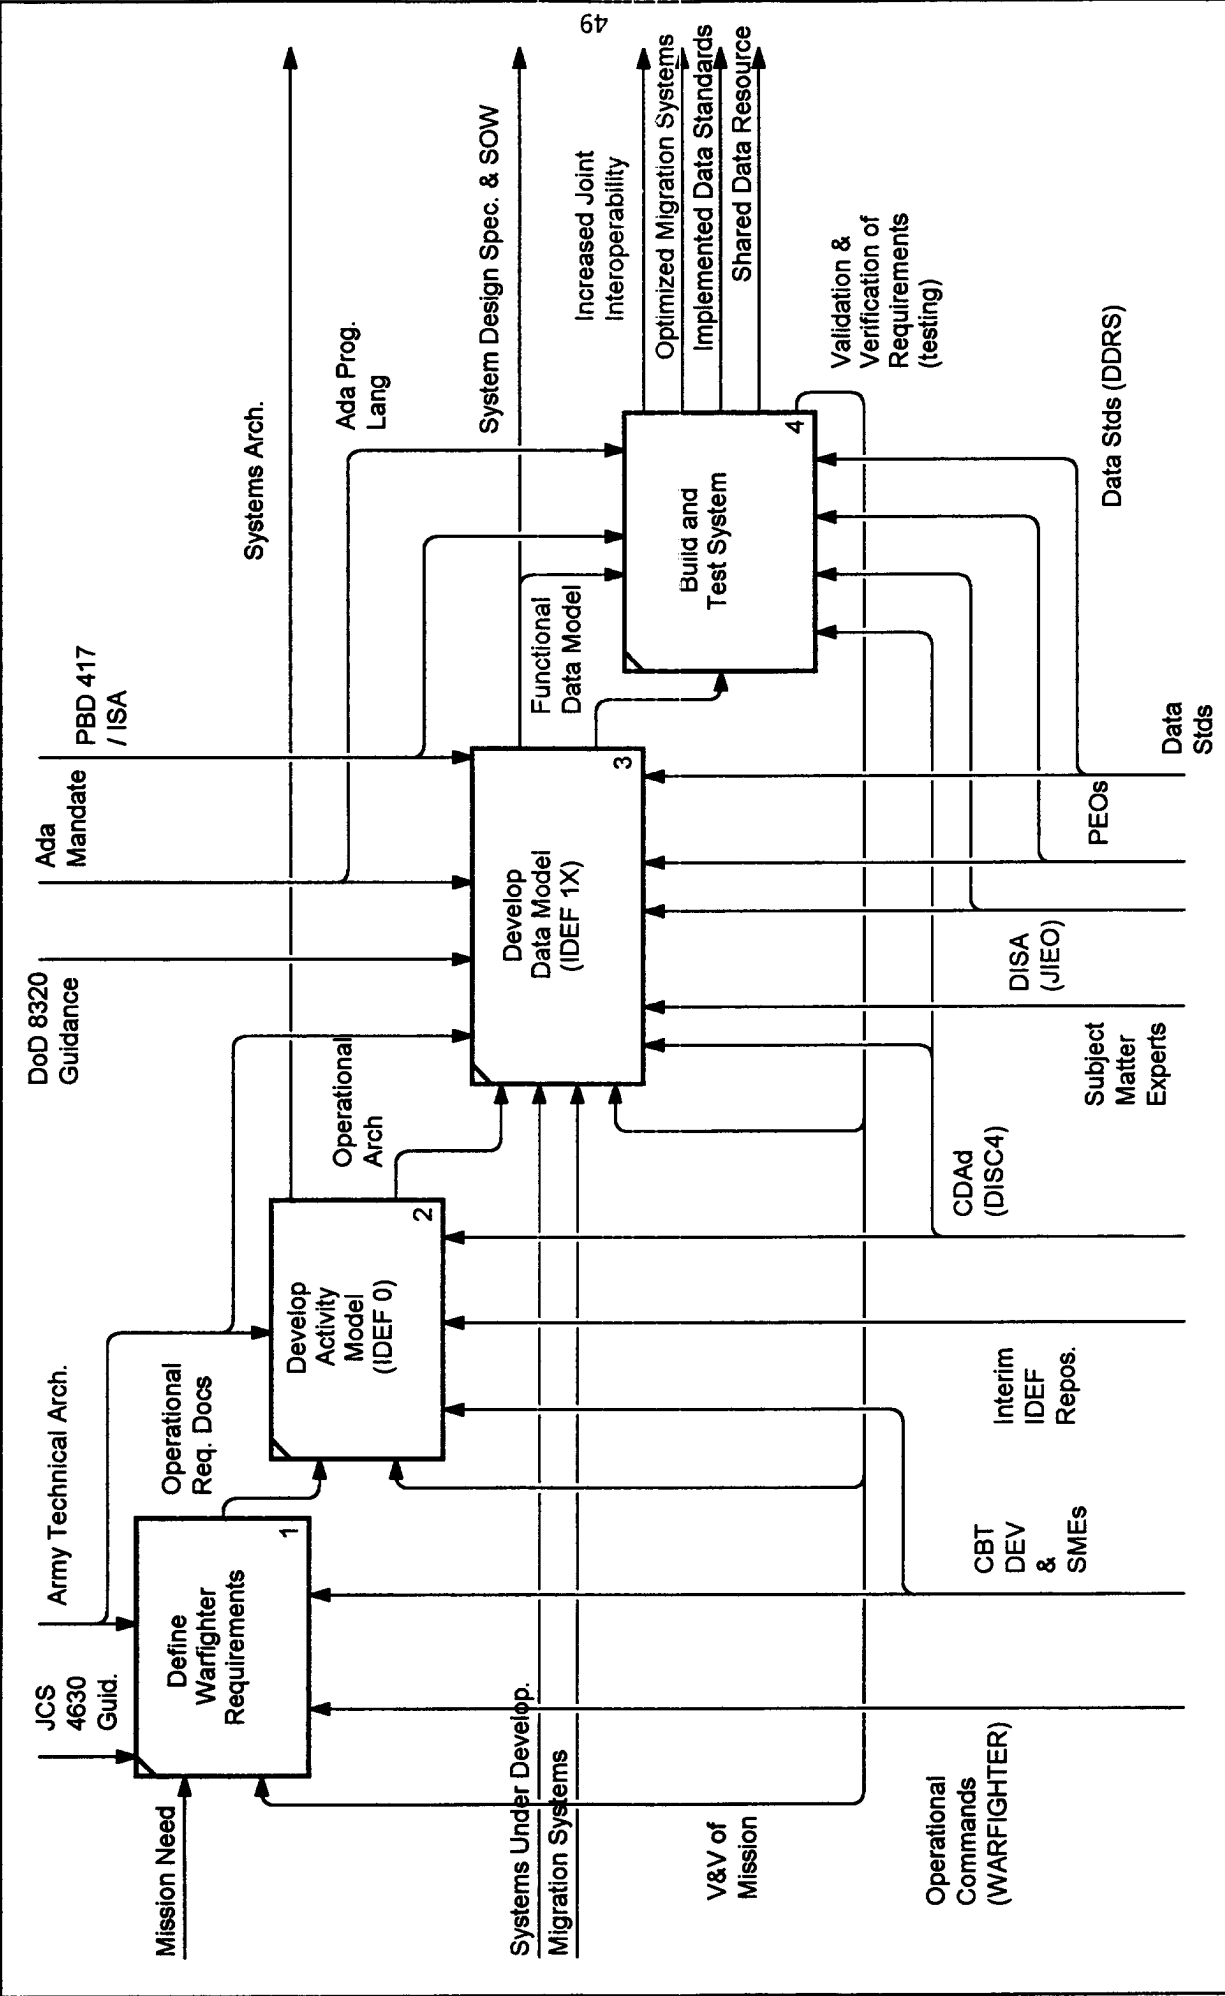 JCS
4630
Guid.
Army Technical Arch.
DoD 8320
Guidance
Ada
Mandate
PBD 417
/ ISA
Mission Need
Define
Warfighter
Requirements
1
Operational
Req. Docs
Systems Arch.
Develop
Activity
Model
(IDEF 0)
2
Operational
Arch
Ada Prog.
Lang
Systems Under Develop.
Migration Systems
Develop
Data Model
(IDEF 1X)
3
System Design Spec. & SOW
Functional
Data Model
Increased Joint
Interoperability
Optimized Migration Systems
Implemented Data Standards
Shared Data Resource
Build and
Test System
4
V&V of
Mission
Validation &
Verification of
Requirements
(testing)
Operational
Commands
(WARFIGHTER)
CBT
DEV
&
SMEs
Interim
IDEF
Repos.
CDAd
(DISC4)
Subject
Matter
Experts
DISA
(JIEO)
PEOs
Data
Stds
Data Stds (DDRS)
49